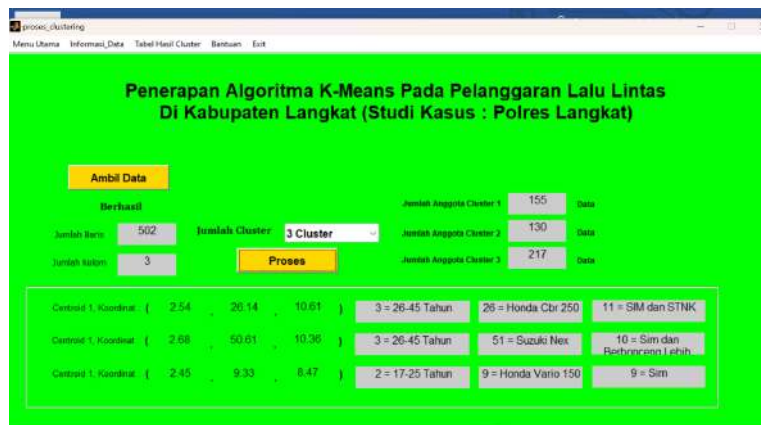 proses_clustering
Menu Utama Informasi_Data Tabel Hasil Cluster Bantuan Exit
Penerapan Algoritma K-Means Pada Pelanggaran Lalu Lintas
Di Kabupaten Langkat (Studi Kasus : Polres Langkat)
Ambil Data
Berhasil
Jumlah Baris 502
Jumlah Kolom 3
Jumlah Cluster 3 Cluster
Proses
Jumlah Anggota Cluster 1 155 Data
Jumlah Anggota Cluster 2 130 Data
Jumlah Anggota Cluster 3 217 Data
Centroid 1, Koordinat : ( 2.54 , 26.14 , 10.61 ) 3 = 26-45 Tahun 26 = Honda Cbr 250 11 = SIM dan STNK
Centroid 1, Koordinat : ( 2.68 , 50.61 , 10.36 ) 3 = 26-45 Tahun 51 = Suzuki Nex 10 = Sim dan
Berbonceng Lebih
Centroid 1, Koordinat : ( 2.45 , 9.33 , 8.47 ) 2 = 17-25 Tahun 9 = Honda Vario 150 9 = Sim